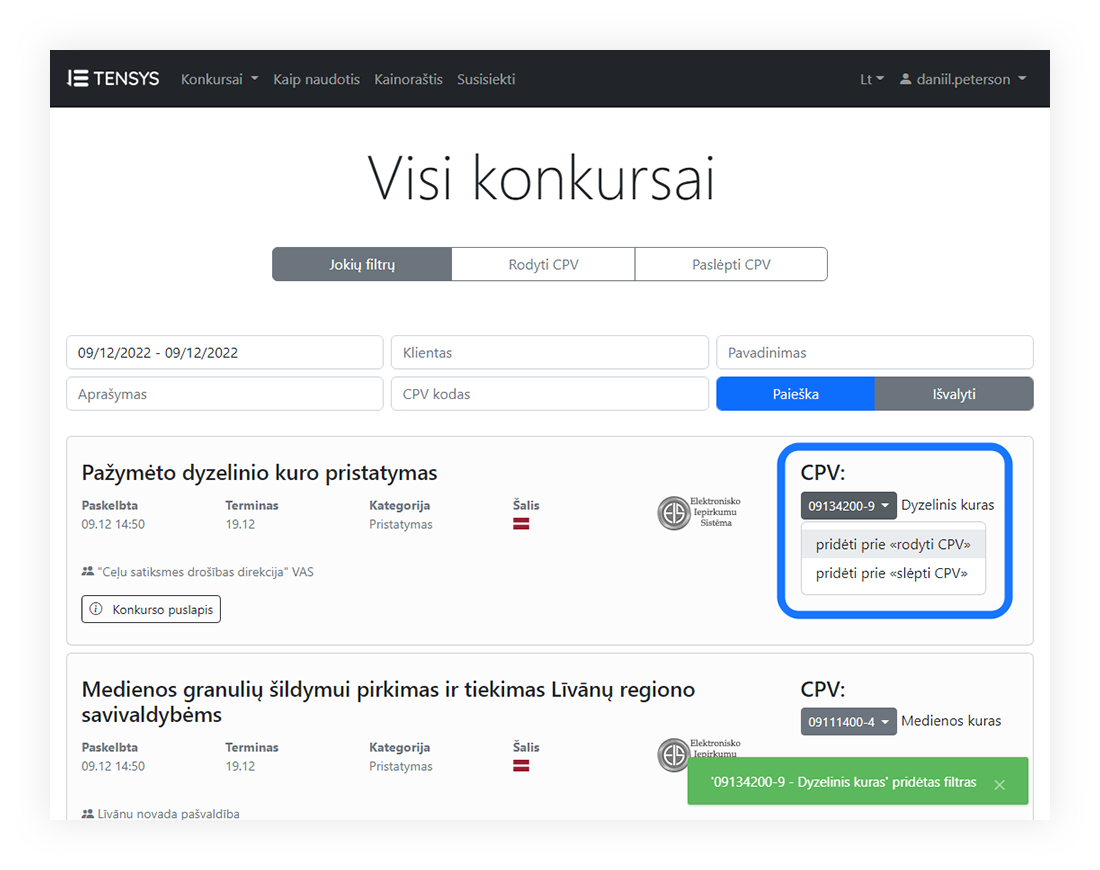 TENSYS Konkursai Kaip naudotis Kainoraštis Susisiekti Lt daniil.peterson
Visi konkursai
Jokių filtrų Rodyti CPV Paslėpti CPV
09/12/2022 - 09/12/2022 Klientas Pavadinimas
Aprašymas CPV kodas Paieška Išvalyti
Pažymėto dyzelinio kuro pristatymas
Paskelbta Terminas Kategorija Šalis
09.12 14:50 19.12 Pristatymas
Elektronisko
Iepirkumu
Sistēma
"Ceļu satiksmes drošības direkcija" VAS
Konkurso puslapis
CPV:
09134200-9 Dyzelinis kuras
pridėti prie «rodyti CPV»
pridėti prie «slėpti CPV»
Medienos granulių šildymui pirkimas ir tiekimas Līvānų regiono
savivaldybėms
Paskelbta Terminas Kategorija Šalis
09.12 14:50 19.12 Pristatymas
Elektronisko
Iepirkumu
CPV:
09111400-4 Medienos kuras
'09134200-9 - Dyzelinis kuras' pridėtas filtras
Līvānu novada pašvaldība